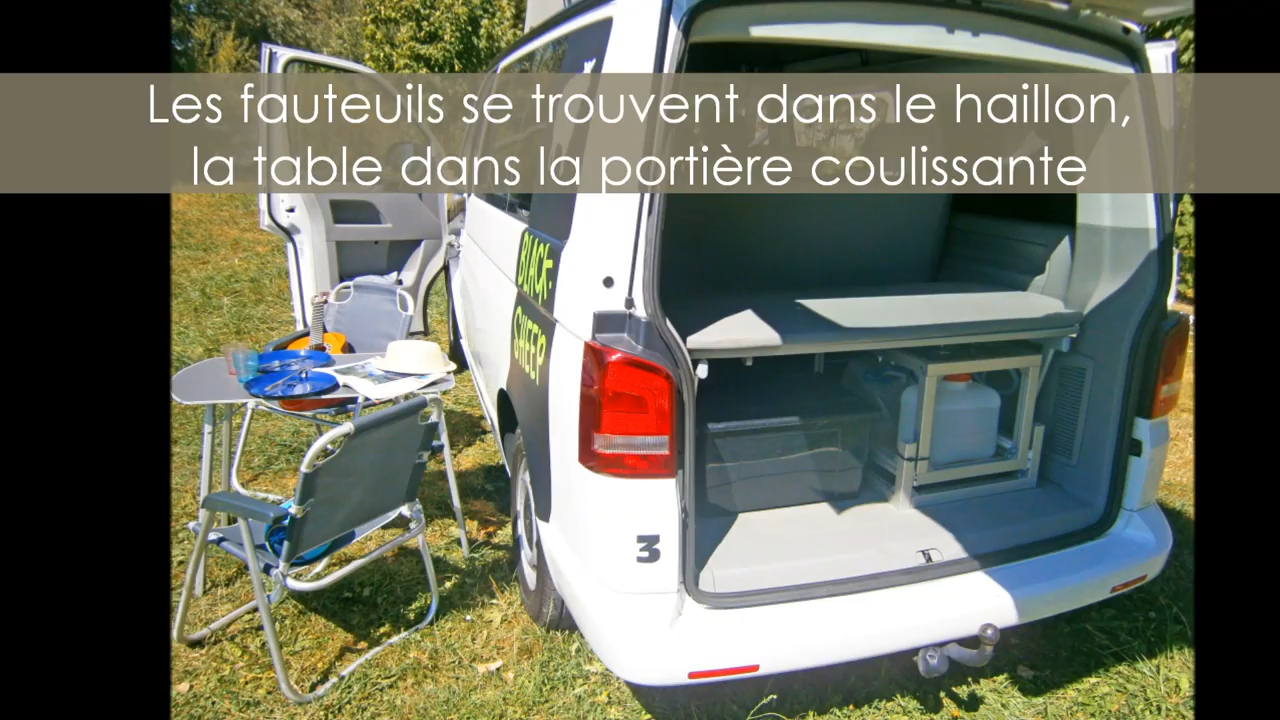 Les fauteuils se trouvent dans le haillon,
la table dans la portière coulissante
BLACK-
SHEEP
3